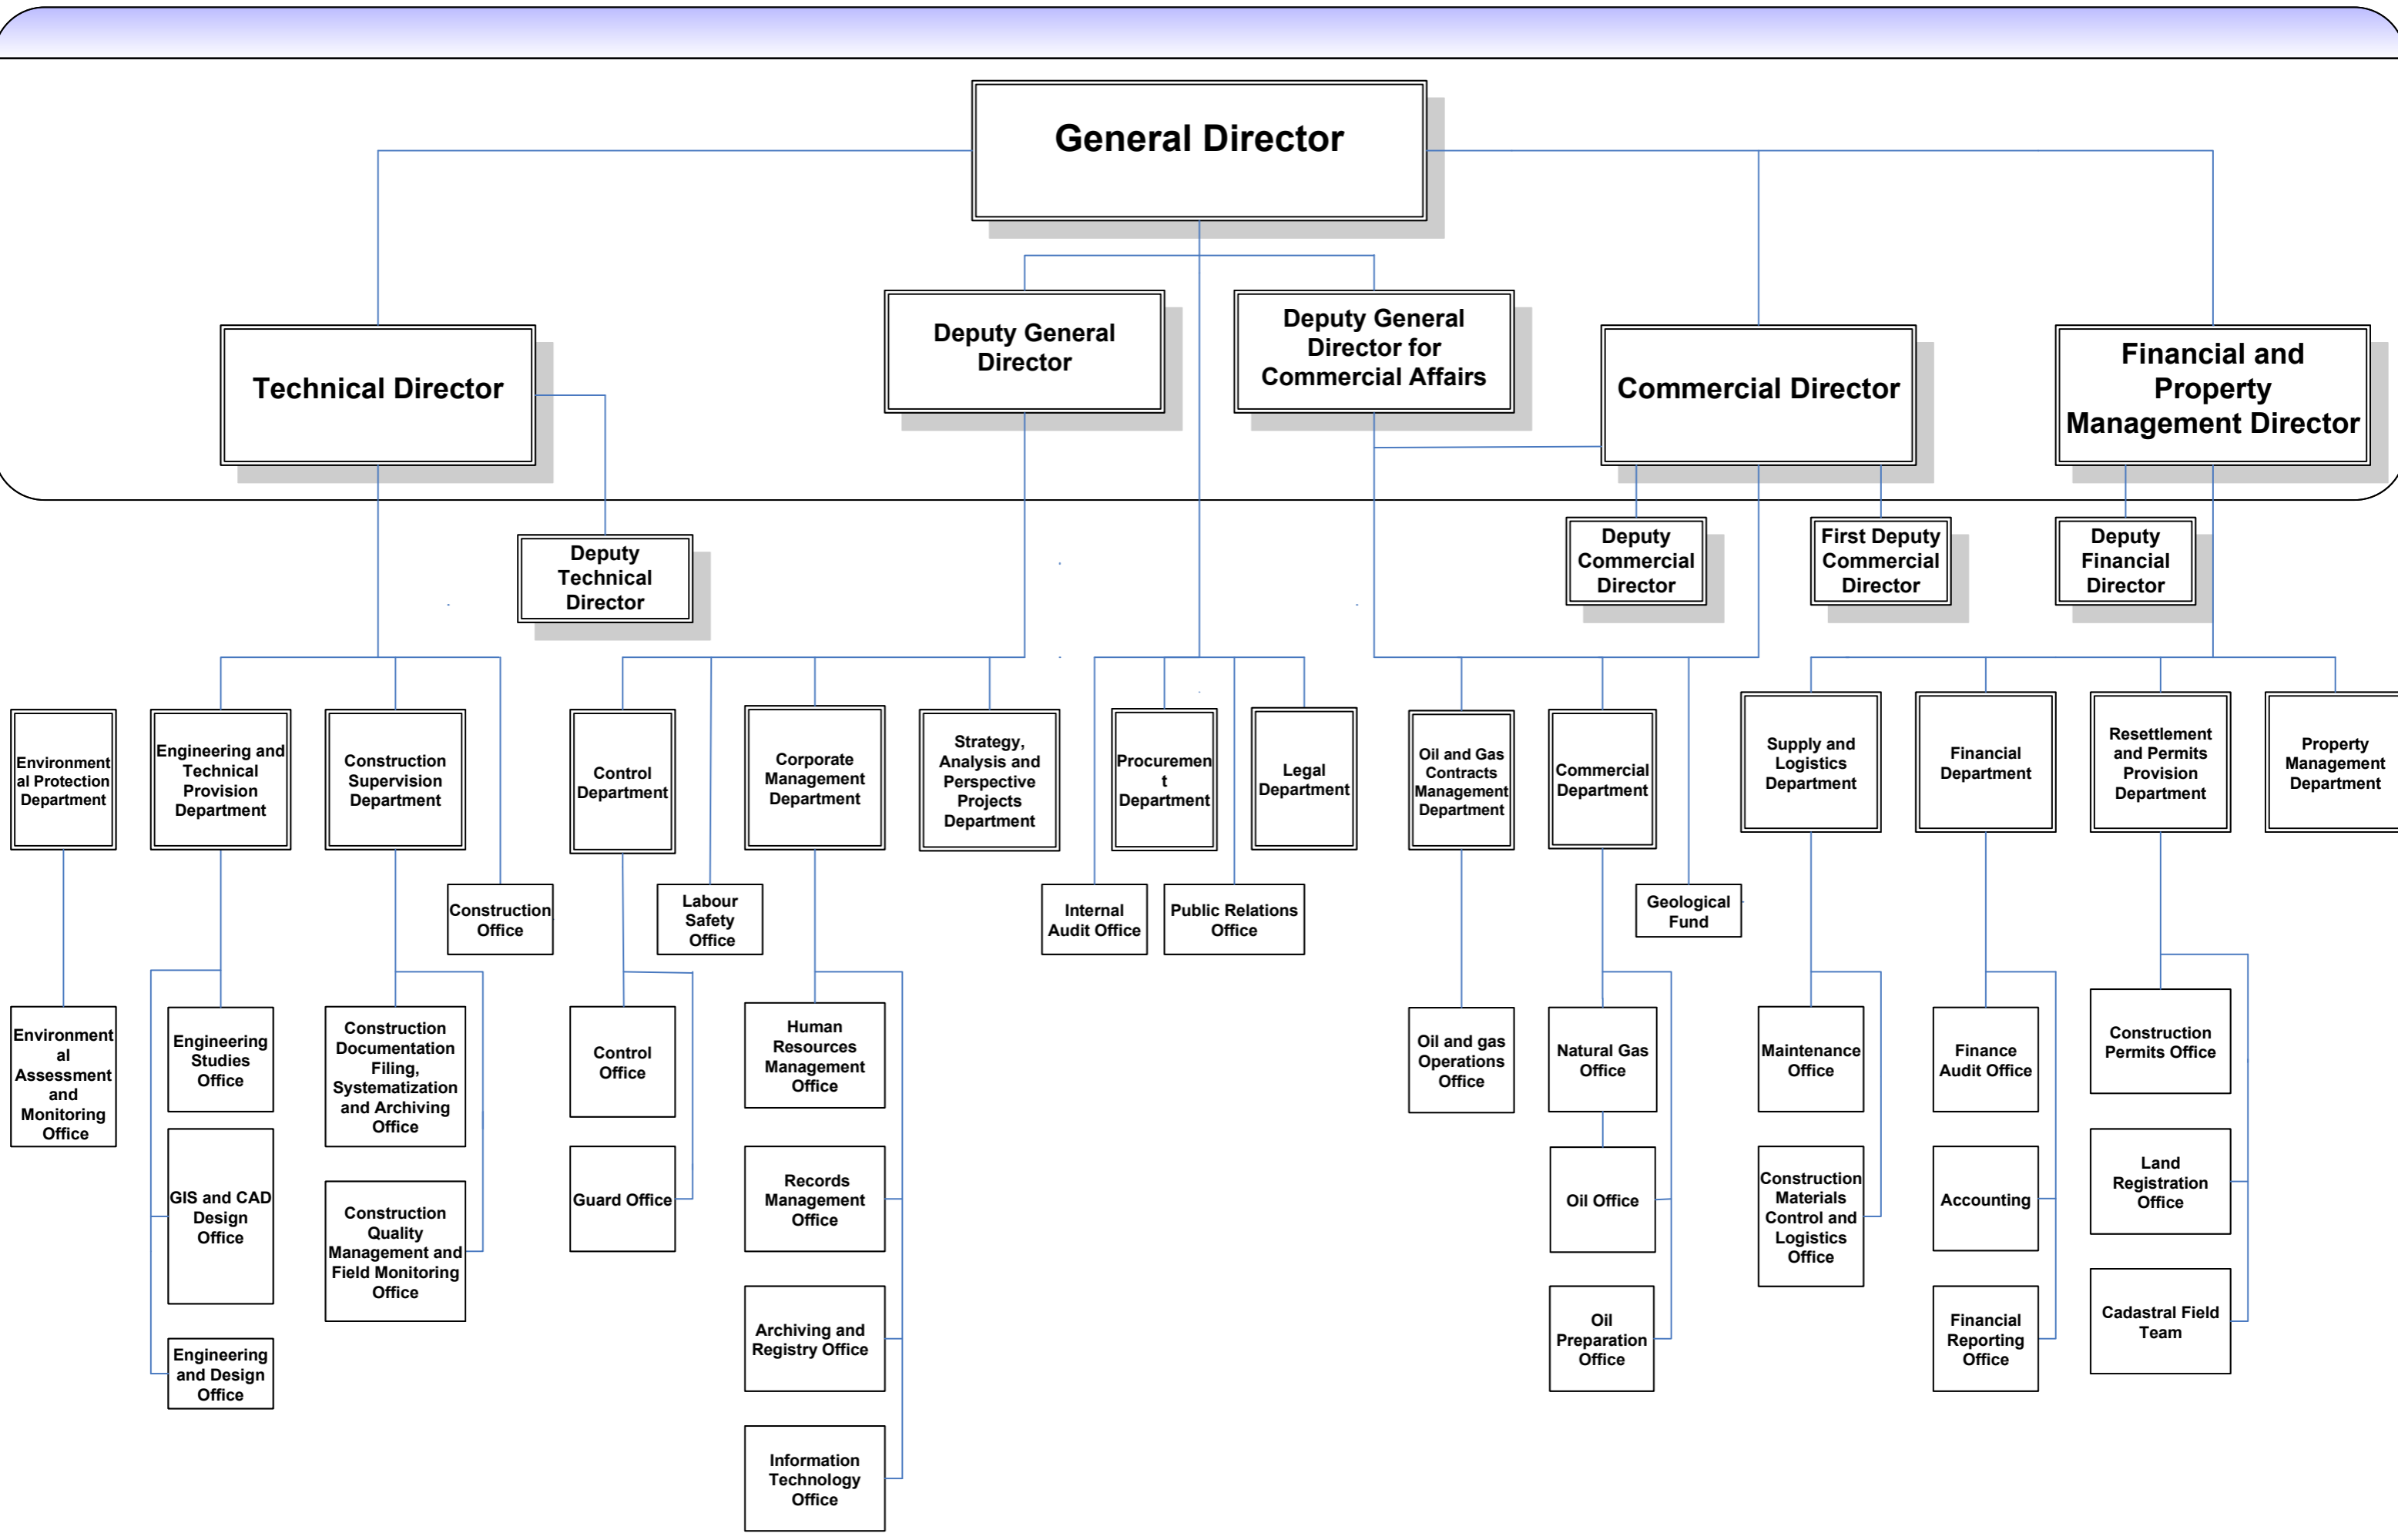 General Director
Technical Director
Deputy General
Director
Deputy General
Director for
Commercial Affairs
Commercial Director
Financial and
Property
Management Director
Deputy
Technical
Director
Deputy
Commercial
Director
First Deputy
Commercial
Director
Deputy
Financial
Director
Environment
al Protection
Department
Engineering and
Technical
Provision
Department
Construction
Supervision
Department
Control
Department
Corporate
Management
Department
Strategy,
Analysis and
Perspective
Projects
Department
Procuremen
t
Department
Legal
Department
Oil and Gas
Contracts
Management
Department
Commercial
Department
Supply and
Logistics
Department
Financial
Department
Resettlement
and Permits
Provision
Department
Property
Management
Department
Construction
Office
Labour
Safety
Office
Internal
Audit Office
Public Relations
Office
Geological
Fund
Environment
al
Assessment
and
Monitoring
Office
Engineering
Studies
Office
Construction
Documentation
Filing,
Systematization
and Archiving
Office
Control
Office
Human
Resources
Management
Office
Oil and gas
Operations
Office
Natural Gas
Office
Maintenance
Office
Finance
Audit Office
Construction
Permits Office
GIS and CAD
Design
Office
Construction
Quality
Management and
Field Monitoring
Office
Guard Office
Records
Management
Office
Oil Office
Construction
Materials
Control and
Logistics
Office
Accounting
Land
Registration
Office
Engineering
and Design
Office
Archiving and
Registry Office
Oil
Preparation
Office
Financial
Reporting
Office
Cadastral Field
Team
Information
Technology
Office